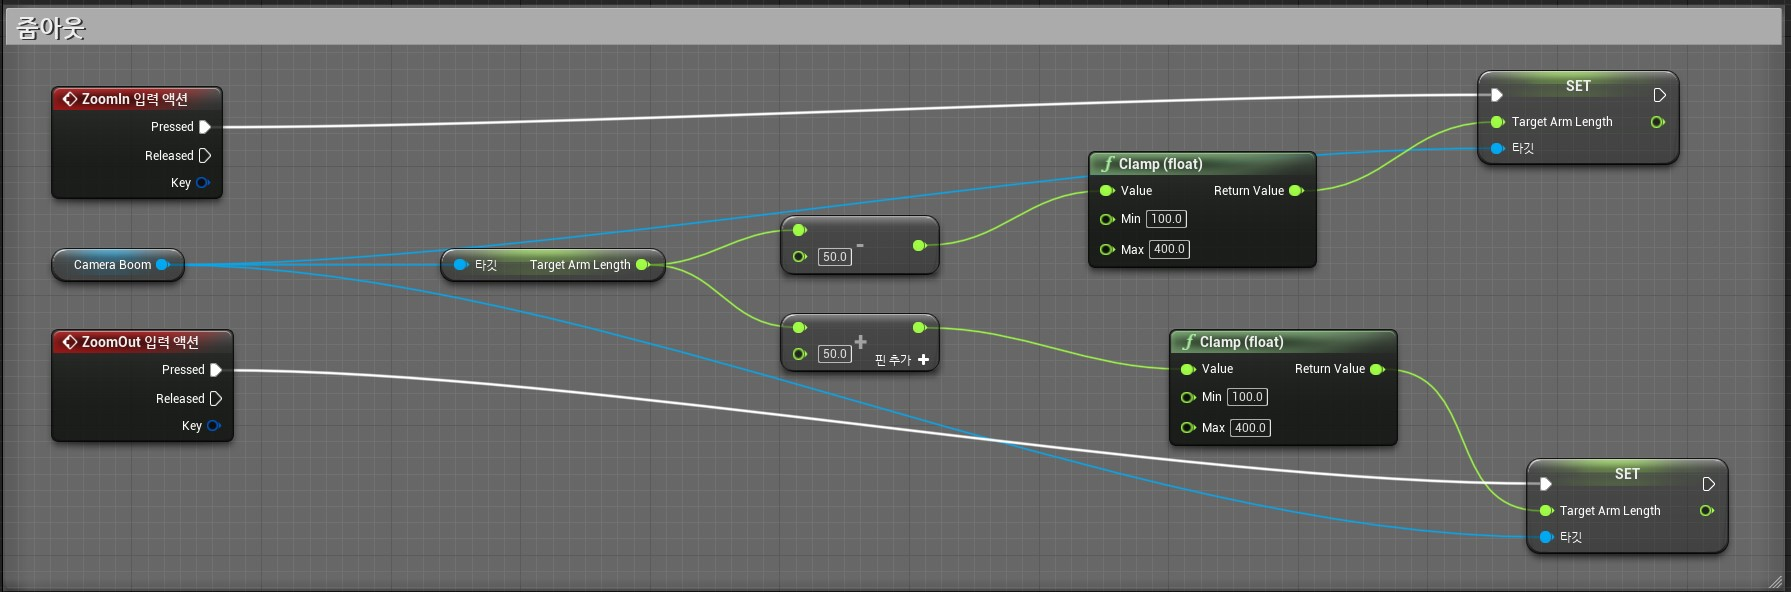 줌아웃
ZoomIn 입력 액션
Pressed
Released
Key
SET
Target Arm Length
타깃
Clamp (float)
Value
Return Value
Min 100.0
Max 400.0
50.0
-
Camera Boom
타깃
Target Arm Length
50.0
+
핀 추가 +
ZoomOut 입력 액션
Pressed
Released
Key
Clamp (float)
Value
Return Value
Min 100.0
Max 400.0
SET
Target Arm Length
타깃